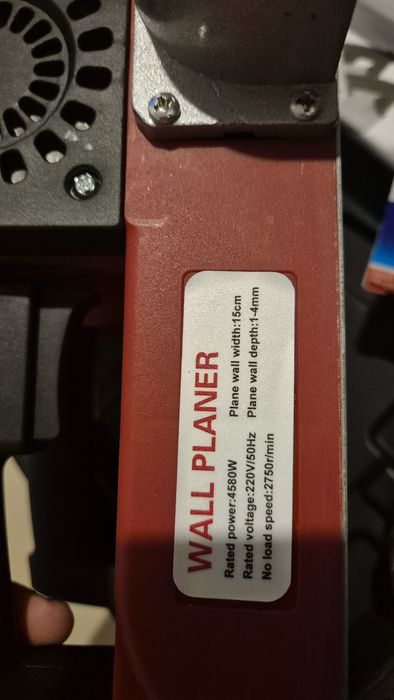 WALL PLANER
Rated power:4580W Plane wall width:15cm
Rated voltage:220V/50Hz Plane wall depth:1-4mm
No load speed:2750r/min